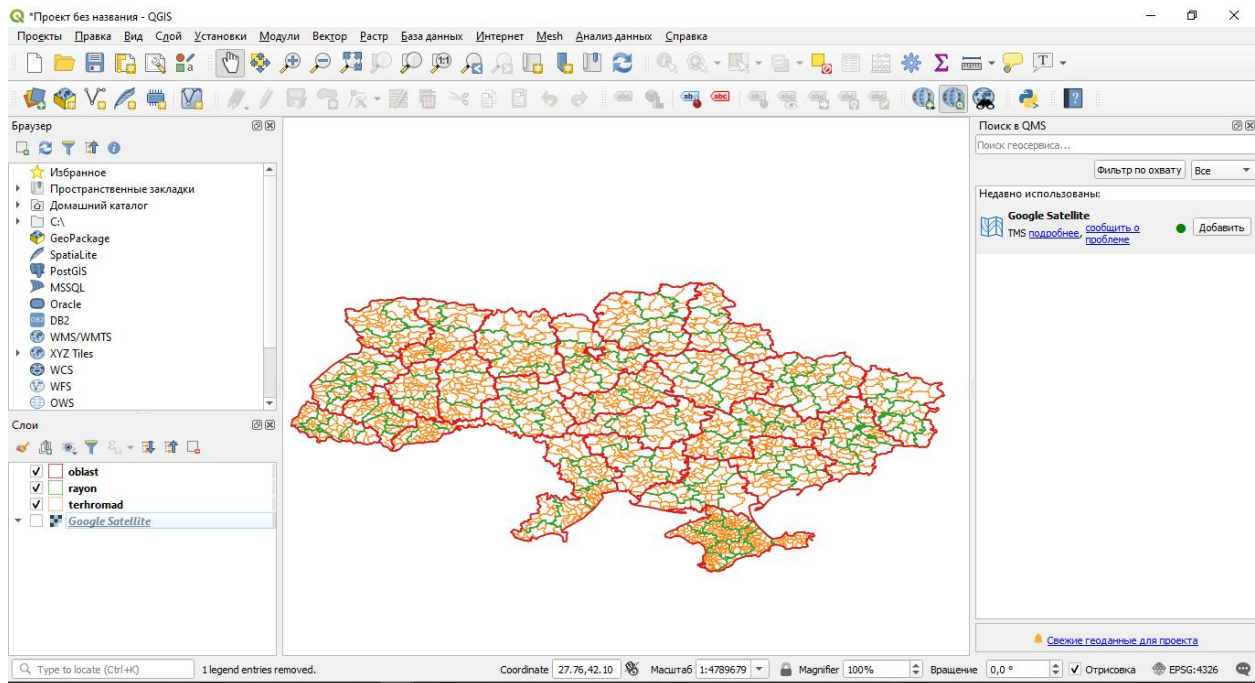 *Проект без названия - QGIS
Проекты Правка Вид Слой Установки Модули Вектор Растр База данных Интернет Mesh Анализ данных Справка
Браузер
Избранное
Пространственные закладки
Домашний каталог
C:\
GeoPackage
SpatiaLite
PostGIS
MSSQL
Oracle
DB2
WMS/WMTS
XYZ Tiles
WCS
WFS
OWS
Слои
oblast
rayon
terhromad
Google Satellite
Поиск в QMS
Поиск геосервиса...
Фильтр по охвату Все
Недавно использованы:
Google Satellite
TMS подробнее, сообщить о проблеме
Добавить
Свежие геоданные для проекта
Type to locate (Ctrl+K) 1 legend entries removed. Coordinate 27.76,42.10 Масштаб 1:4789679 Magnifier 100% Вращение 0,0 ° Отрисовка EPSG:4326